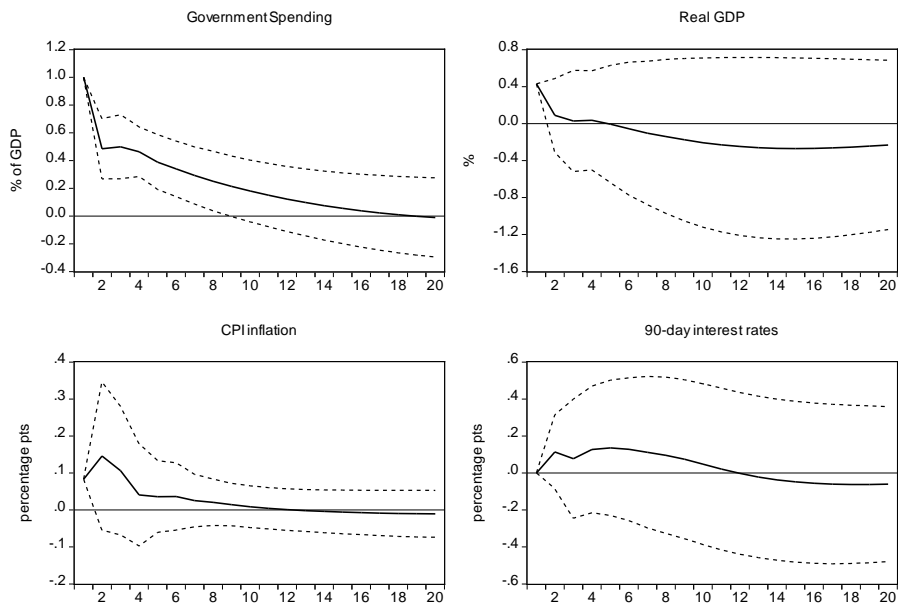 Government Spending
Real GDP
1.2
1.0
0.8
0.6
0.4
0.2
0.0
-0.2
-0.4
% of GDP
2 4 6 8 10 12 14 16 18 20
0.8
0.4
0.0
-0.4
-0.8
-1.2
-1.6
%
2 4 6 8 10 12 14 16 18 20
CPI inflation
90-day interest rates
.4
.3
.2
.1
.0
-.1
-.2
percentage pts
2 4 6 8 10 12 14 16 18 20
.6
.4
.2
.0
-.2
-.4
-.6
percentage pts
2 4 6 8 10 12 14 16 18 20